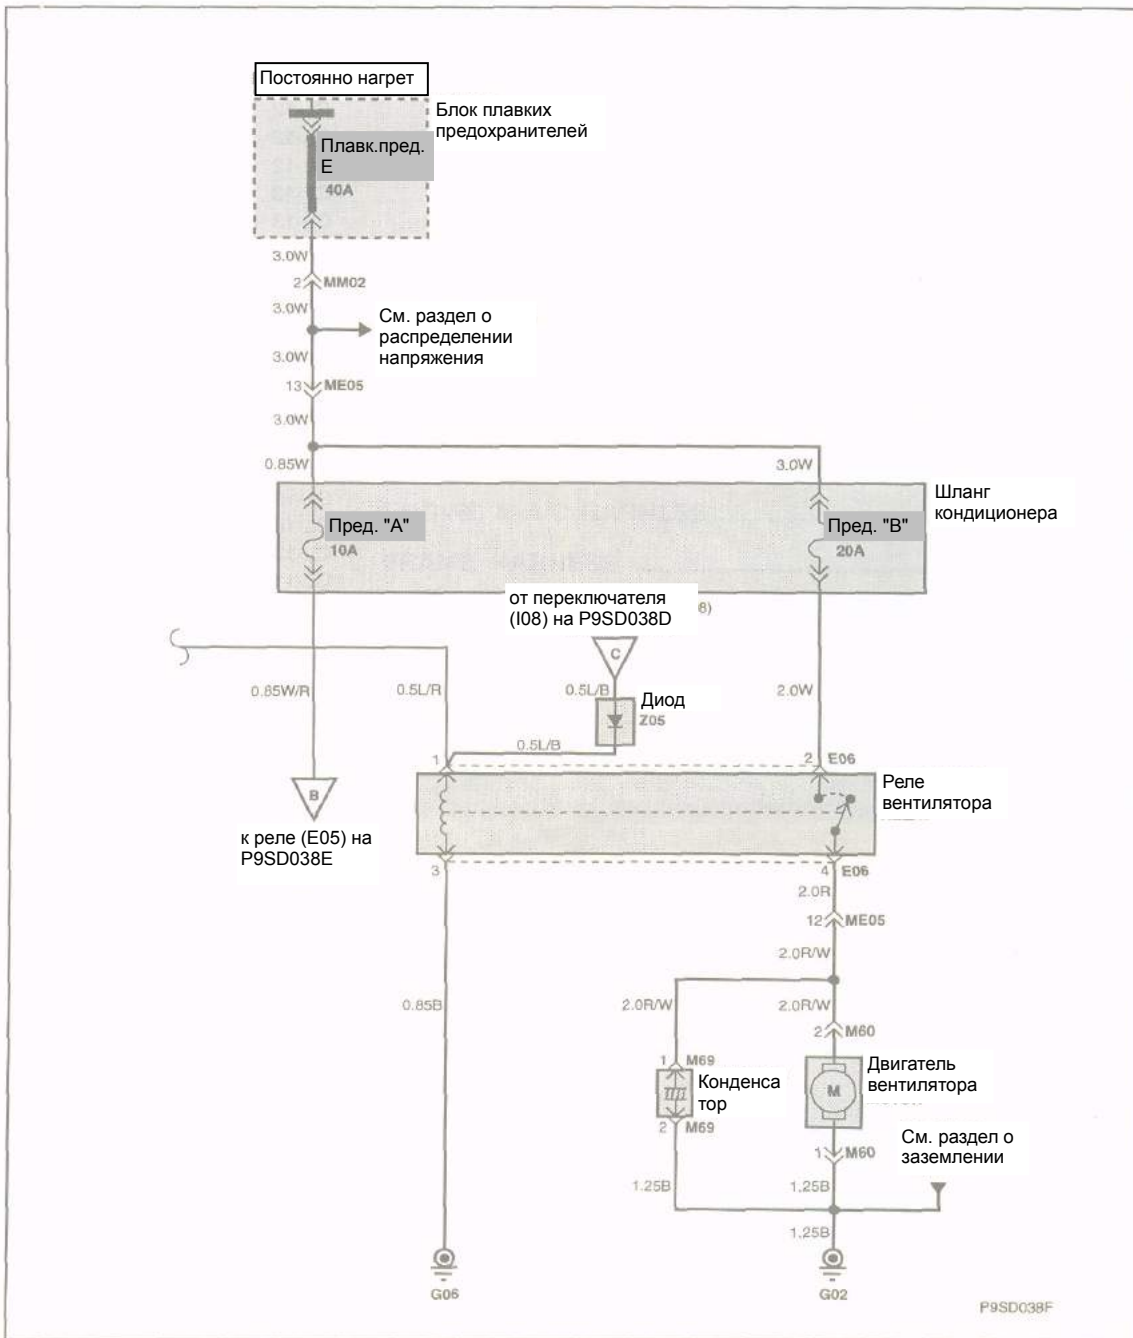 Постоянно нагрет
Блок плавких
предохранителей
Плавк.пред.
E
40A
3.0W
2 MM02
3.0W
См. раздел о
распределении
напряжения
3.0W
13 ME05
3.0W
0.85W
3.0W
Шланг
кондиционера
Пред. "A"
10A
Пред. "B"
20A
от переключателя
(I08) на P9SD038D
8)
C
0.85W/R
0.5L/R
0.5L/B
2.0W
Диод
Z05
0.5L/B
1
2 E06
B
Реле
вентилятора
к реле (E05) на
P9SD038E
3
4 E06
2.0R
12 ME05
2.0R/W
0.85B
2.0R/W
2.0R/W
2 M60
1 M69
Конденса
тор
M
Двигатель
вентилятора
2 M69
1 M60
См. раздел о
заземлении
1.25B
1.25B
1.25B
G06
G02
P9SD038F